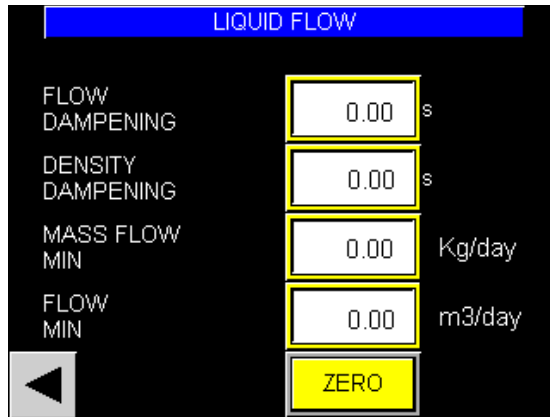 LIQUID FLOW
FLOW
DAMPENING
0.00 s
DENSITY
DAMPENING
0.00 s
MASS FLOW
MIN
0.00 Kg/day
FLOW
MIN
0.00 m3/day
ZERO